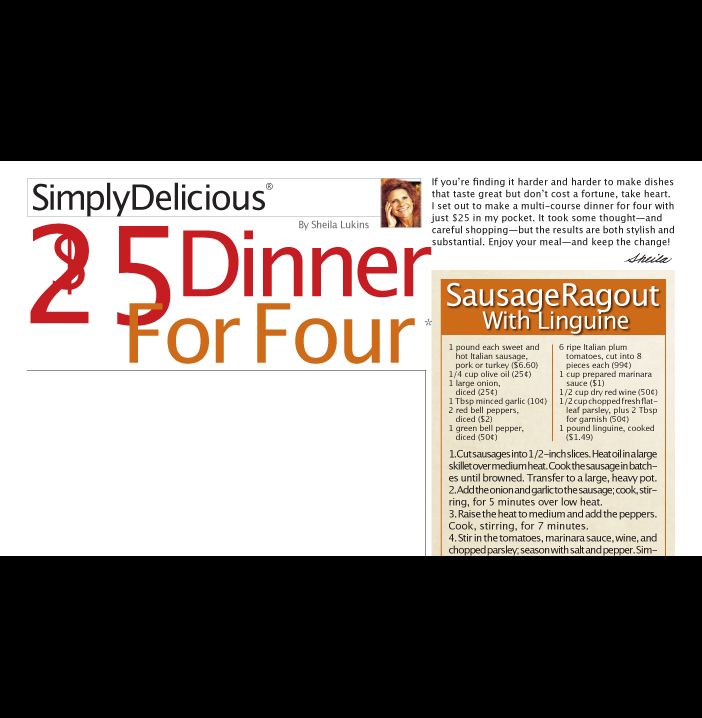 SimplyDelicious®
By Sheila Lukins
$25 Dinner
For Four*
If you're finding it harder and harder to make dishes
that taste great but don't cost a fortune, take heart.
I set out to make a multi-course dinner for four with
just $25 in my pocket. It took some thought—and
careful shopping—but the results are both stylish and
substantial. Enjoy your meal—and keep the change!
Sheila
Sausage Ragout
With Linguine
1 pound each sweet and
hot Italian sausage,
pork or turkey ($6.60)
1/4 cup olive oil (25¢)
1 large onion,
diced (25¢)
1 Tbsp minced garlic (10¢)
2 red bell peppers,
diced ($2)
1 green bell pepper,
diced (50¢)
6 ripe Italian plum
tomatoes, cut into 8
pieces each (99¢)
1 cup prepared marinara
sauce ($1)
1/2 cup dry red wine (50¢)
1/2 cup chopped fresh flat-
leaf parsley, plus 2 Tbsp
for garnish (50¢)
1 pound linguine, cooked
($1.49)
1. Cut sausages into 1/2-inch slices. Heat oil in a large
skillet over medium heat. Cook the sausage in batch-
es until browned. Transfer to a large, heavy pot.
2. Add the onion and garlic to the sausage; cook, stir-
ring, for 5 minutes over low heat.
3. Raise the heat to medium and add the peppers.
Cook, stirring, for 7 minutes.
4. Stir in the tomatoes, marinara sauce, wine, and
chopped parsley; season with salt and pepper. Sim-